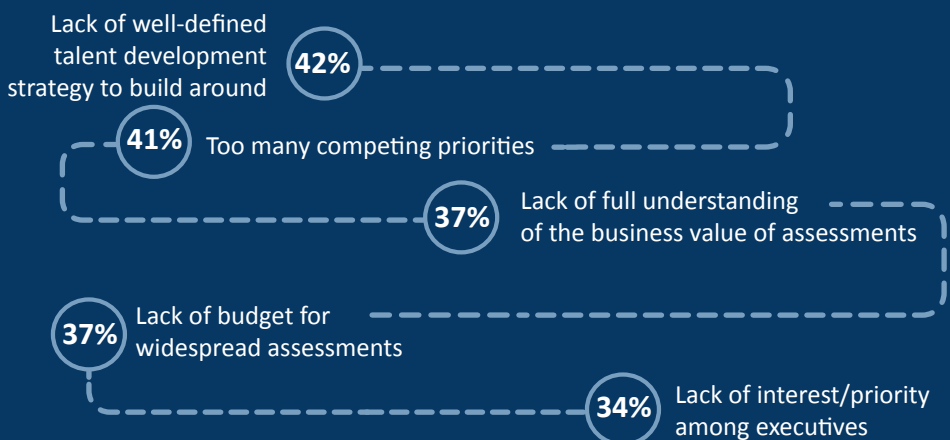 Lack of well-defined
talent development
strategy to build around
42%
41%
Too many competing priorities
37%
Lack of full understanding
of the business value of assessments
37%
Lack of budget for
widespread assessments
34%
Lack of interest/priority
among executives